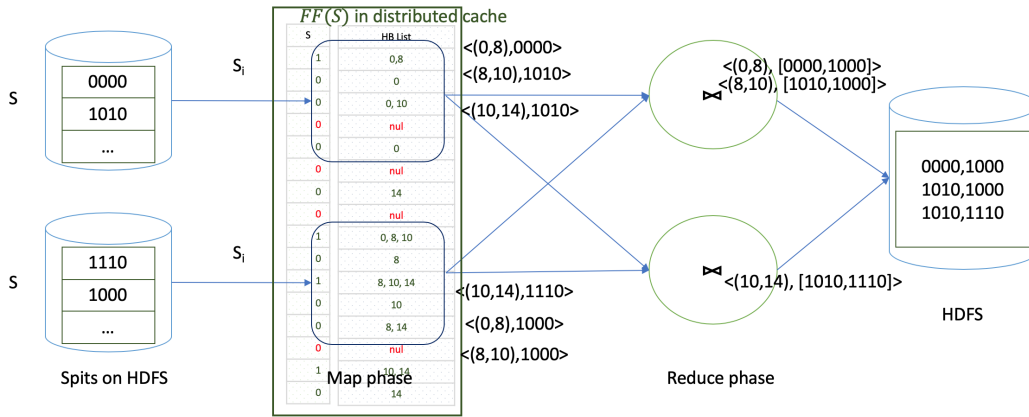 FF(S) in distributed cache
S HB List
1 0,8
0 0
0 0, 10
0 nul
0 0
0 nul
0 14
0 nul
1 0, 8, 10
0 8
1 8, 10, 14
0 10
0 8, 14
0 nul
1 10, 14
0 14
S
0000
1010
...
Si
S
1110
1000
...
Si
<(0,8),0000>
<(8,10),1010>
<(10,14),1010>
<(10,14),1110>
<(0,8),1000>
<(8,10),1000>
<(0,8), [0000,1000]>
<(8,10), [1010,1000]>
⋈
⋈
<(10,14), [1010,1110]>
0000,1000
1010,1000
1010,1110
HDFS
Spits on HDFS
Map phase
Reduce phase